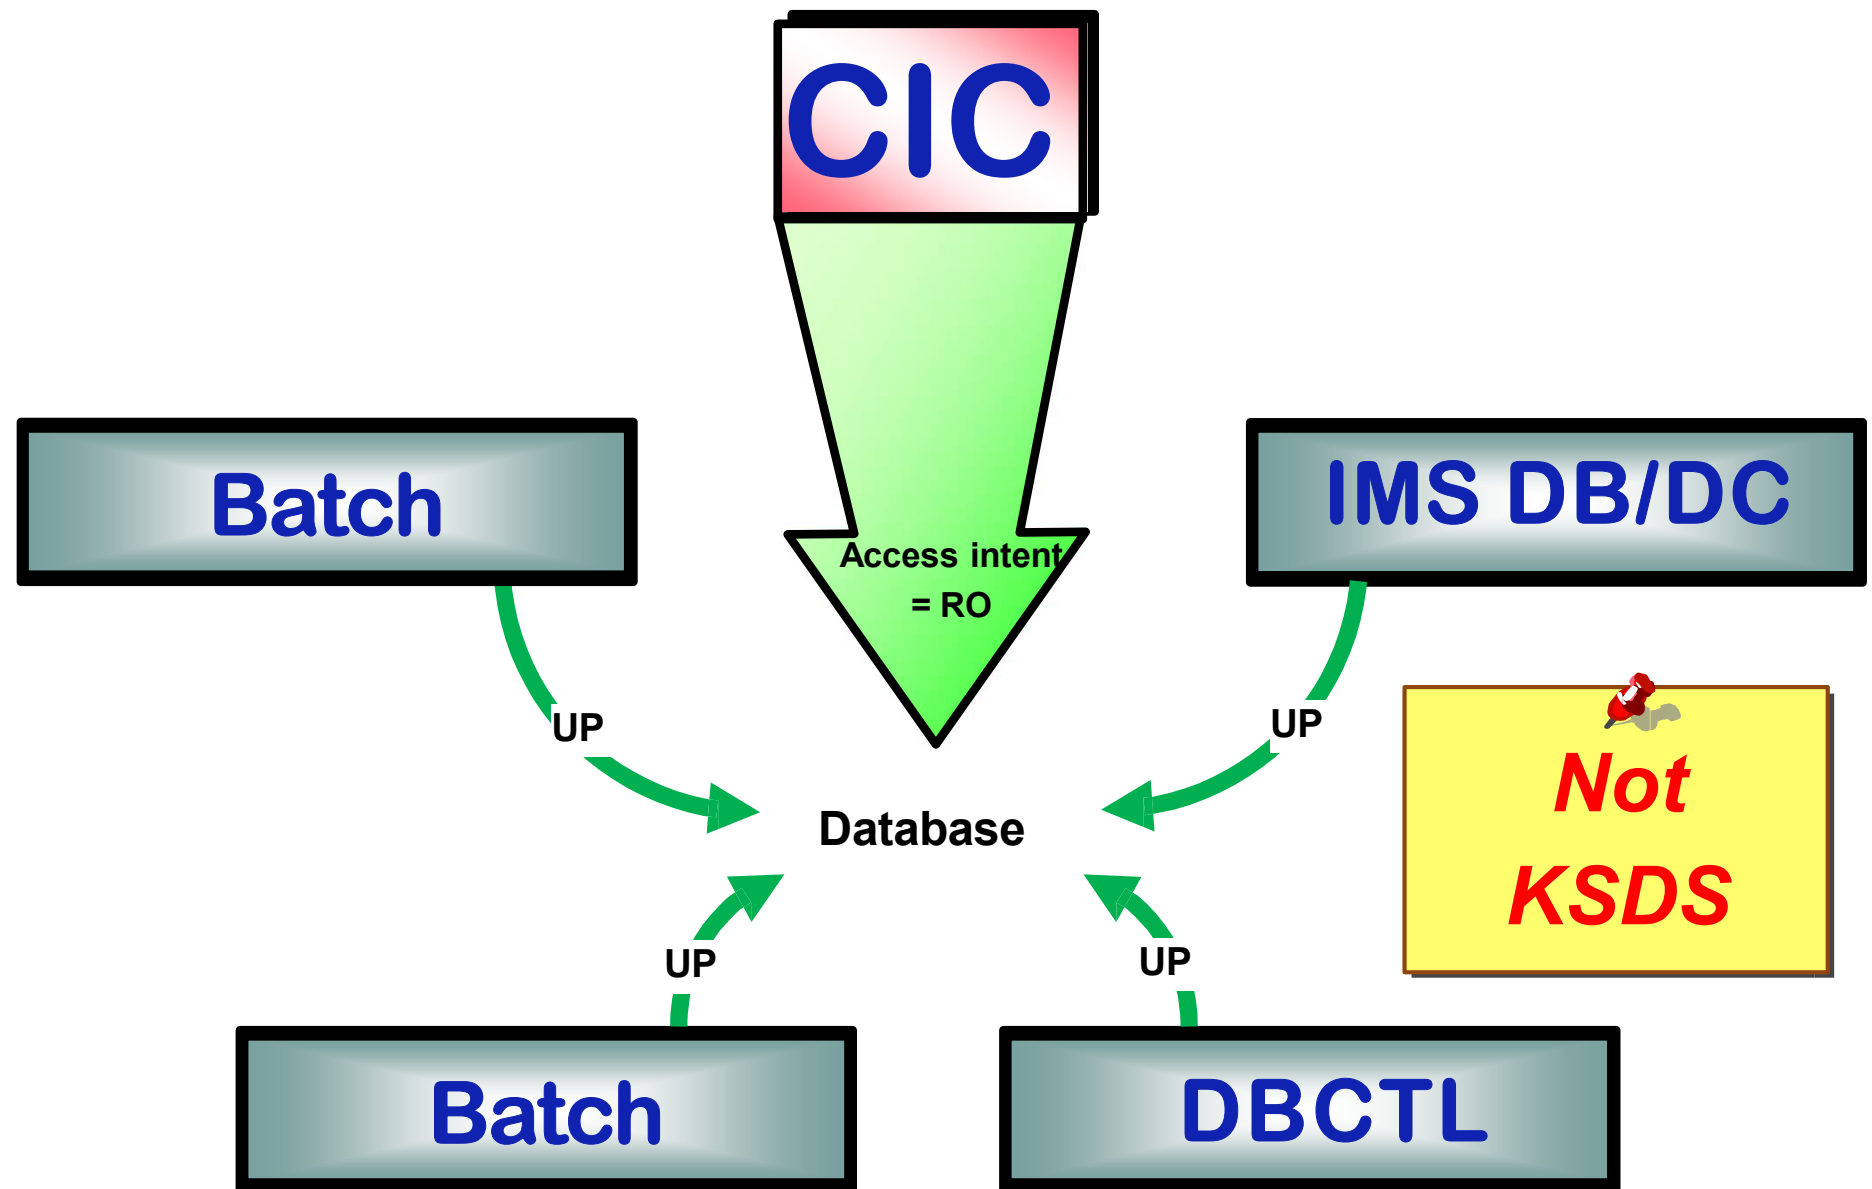 CIC
Batch
IMS DB/DC
Access intent
= RO
UP
UP
Not
KSDS
Database
UP
UP
Batch
DBCTL